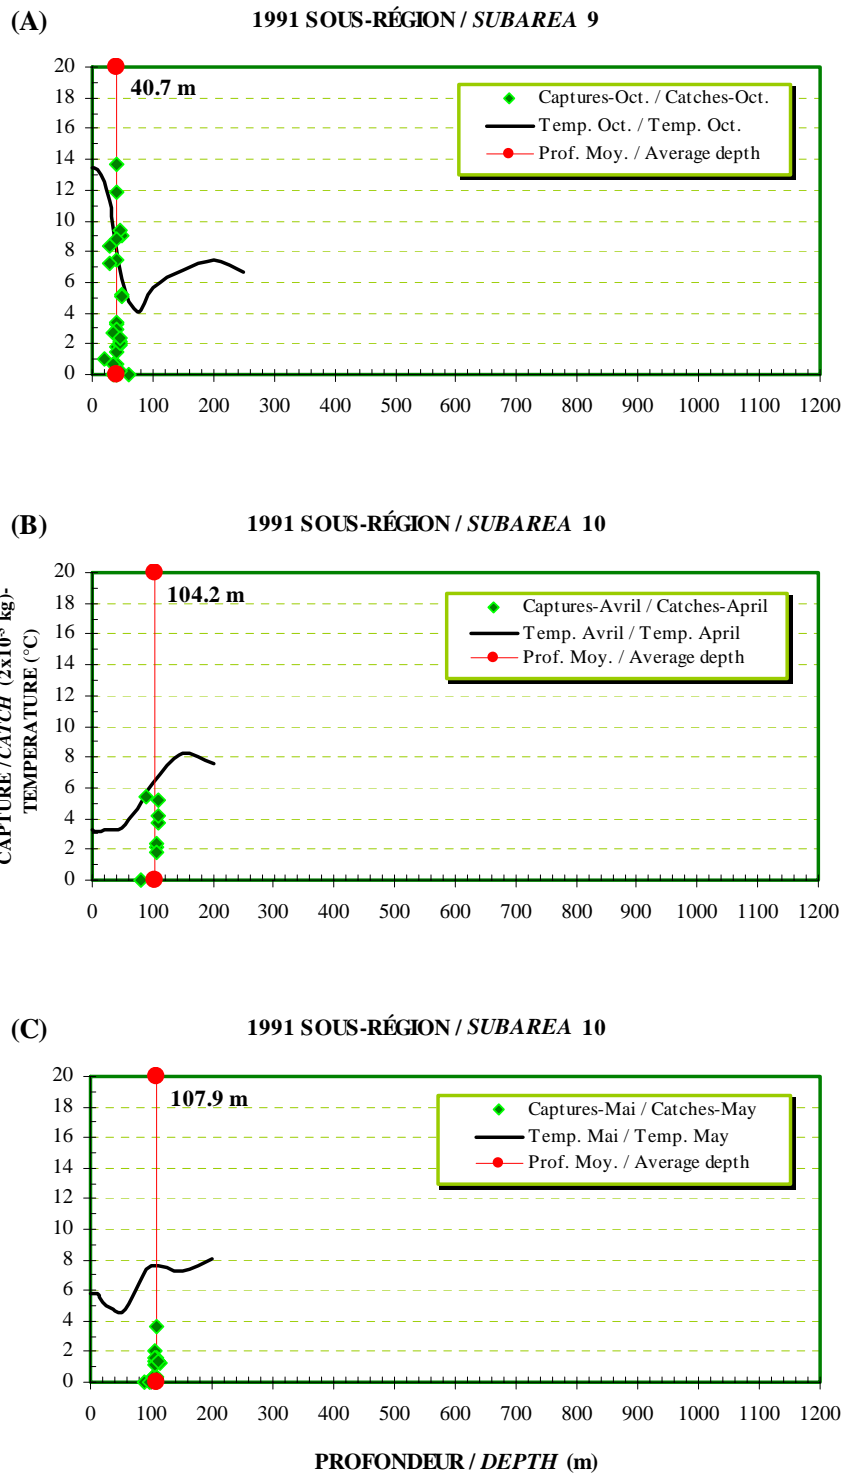 (A)
1991 SOUS-RÉGION / SUBAREA 9
20
18
16
14
12
10
8
6
4
2
0
40.7 m
Captures-Oct. / Catches-Oct.
Temp. Oct. / Temp. Oct.
Prof. Moy. / Average depth
0 100 200 300 400 500 600 700 800 900 1000 1100 1200
(B)
1991 SOUS-RÉGION / SUBAREA 10
CAPTURE / CATCH (2x10³ kg)-
TEMPERATURE (°C)
20
18
16
14
12
10
8
6
4
2
0
104.2 m
Captures-Avril / Catches-April
Temp. Avril / Temp. April
Prof. Moy. / Average depth
0 100 200 300 400 500 600 700 800 900 1000 1100 1200
(C)
1991 SOUS-RÉGION / SUBAREA 10
20
18
16
14
12
10
8
6
4
2
0
107.9 m
Captures-Mai / Catches-May
Temp. Mai / Temp. May
Prof. Moy. / Average depth
0 100 200 300 400 500 600 700 800 900 1000 1100 1200
PROFONDEUR / DEPTH (m)